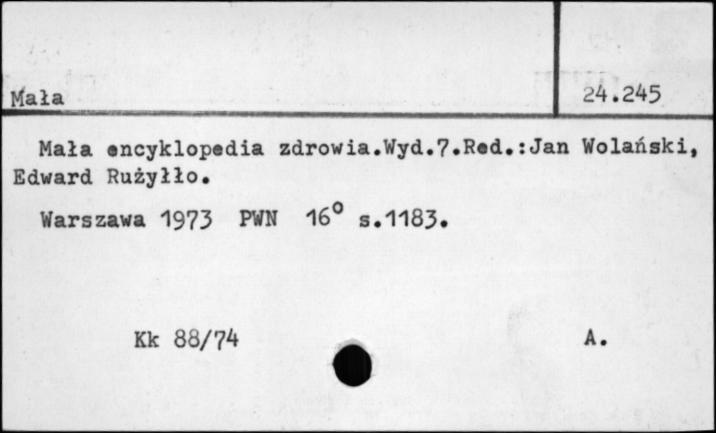 Mała
24.245
Mała encyklopedia zdrowia.Wyd.7.Red.:Jan Wolański,
Edward Rużyłło.
Warszawa 1973 PWN 16° s.1183.
Kk 88/74
A.